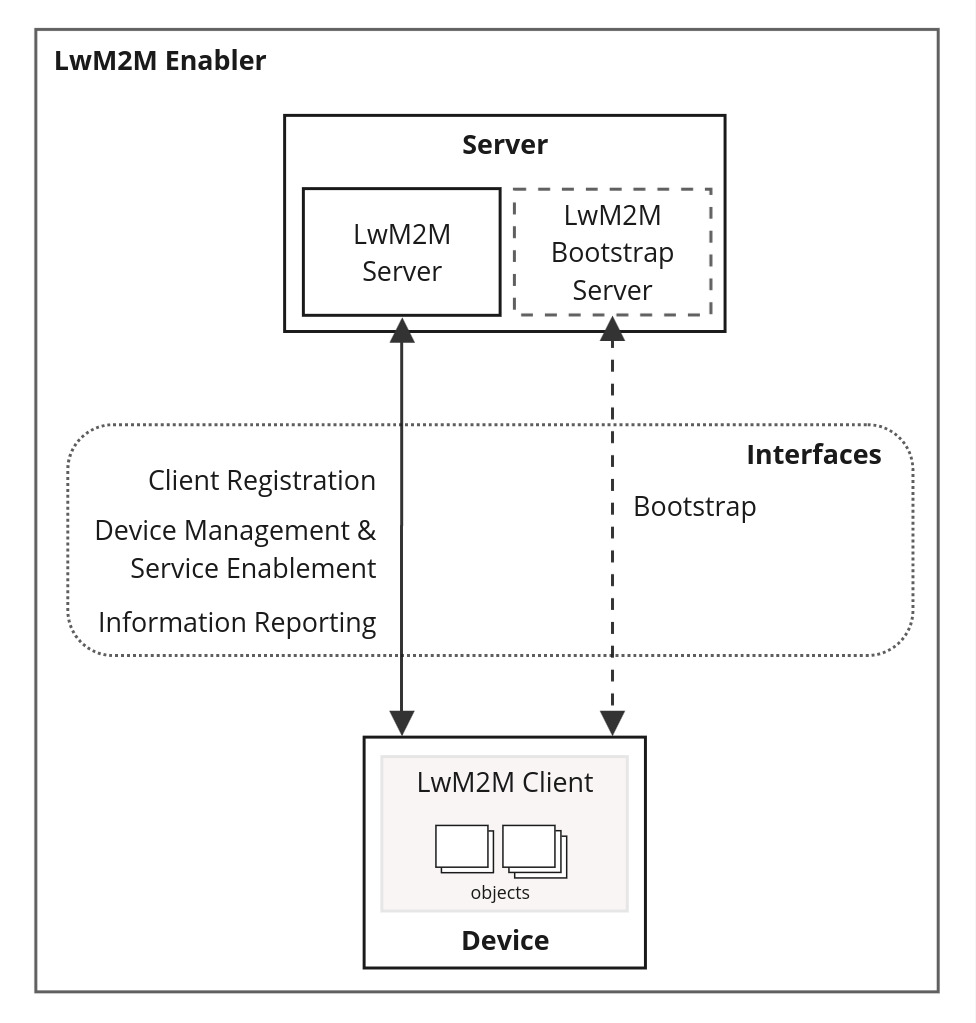 LwM2M Enabler
Server
LwM2M
Server
LwM2M
Bootstrap
Server
Interfaces
Client Registration
Device Management &
Service Enablement
Information Reporting
Bootstrap
LwM2M Client
objects
Device